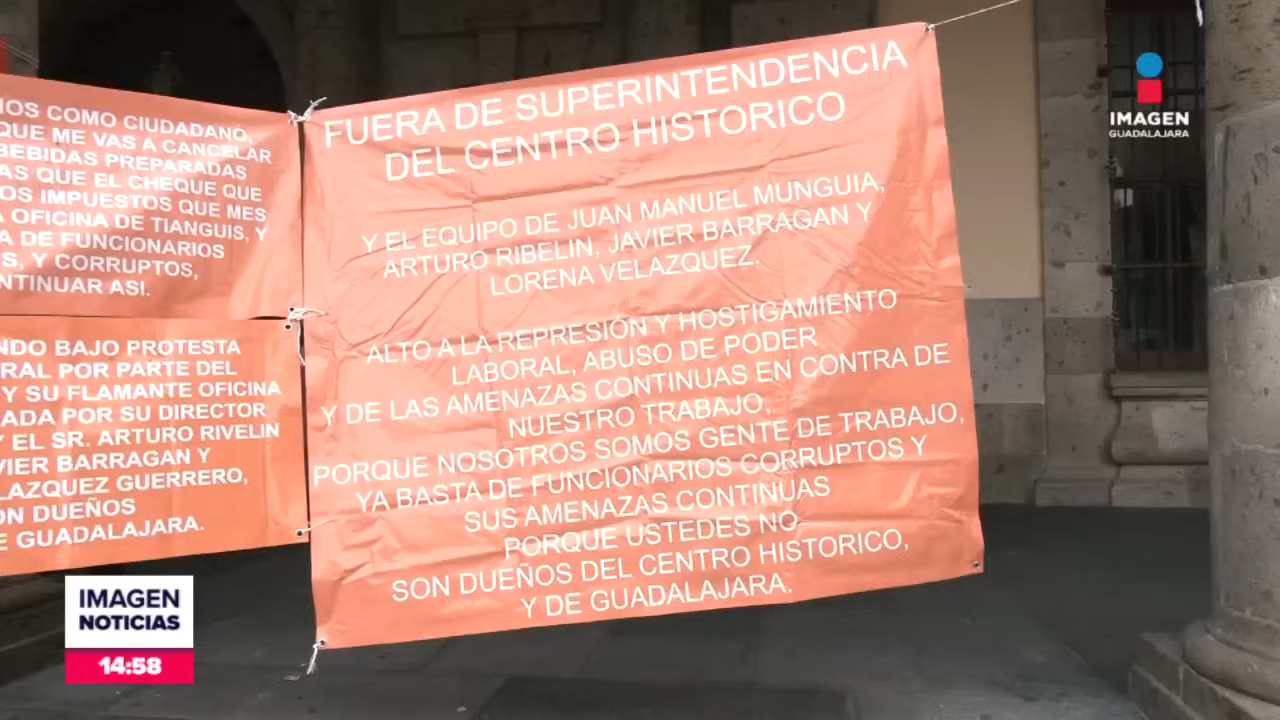 IOS COMO CIUDADANO,
QUE ME VAS A CANCELAR
BEBIDAS PREPARADAS
AS QUE EL CHEQUE QUE
OS IMPUESTOS QUE MES
A OFICINA DE TIANGUIS, Y
A DE FUNCIONARIOS
S, Y CORRUPTOS,
NTINUAR ASI.
NDO BAJO PROTESTA
RAL POR PARTE DEL
Y SU FLAMANTE OFICINA
ADA POR SU DIRECTOR
Y EL SR. ARTURO RIVELIN
VIER BARRAGAN Y
LAZQUEZ GUERRERO,
ON DUEÑOS
E GUADALAJARA.
FUERA DE SUPERINTENDENCIA
DEL CENTRO HISTORICO
Y EL EQUIPO DE JUAN MANUEL MUNGUIA,
ARTURO RIBELIN, JAVIER BARRAGAN Y
LORENA VELAZQUEZ.
ALTO A LA REPRESIÓN Y HOSTIGAMIENTO
LABORAL, ABUSO DE PODER
Y DE LAS AMENAZAS CONTINUAS EN CONTRA DE
NUESTRO TRABAJO,
PORQUE NOSOTROS SOMOS GENTE DE TRABAJO,
YA BASTA DE FUNCIONARIOS CORRUPTOS Y
SUS AMENAZAS CONTINUAS
PORQUE USTEDES NO
SON DUEÑOS DEL CENTRO HISTORICO,
Y DE GUADALAJARA.
IMAGEN
GUADALAJARA
IMAGEN
NOTICIAS
14:58